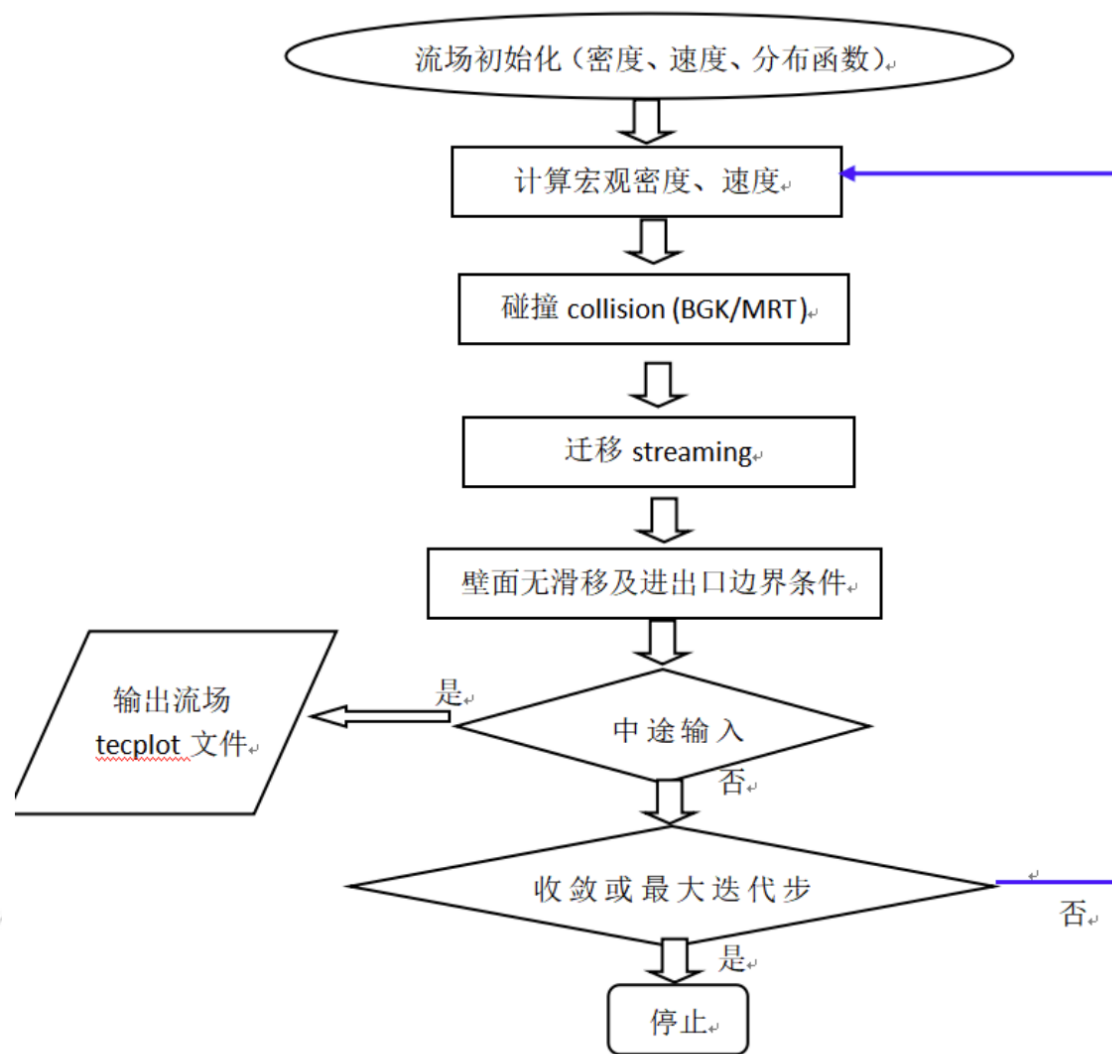 流场初始化（密度、速度、分布函数）
计算宏观密度、速度
碰撞 collision (BGK/MRT)
迁移 streaming
壁面无滑移及进出口边界条件
是
输出流场
tecplot 文件
中途输入
否
收敛或最大迭代步
否
是
停止